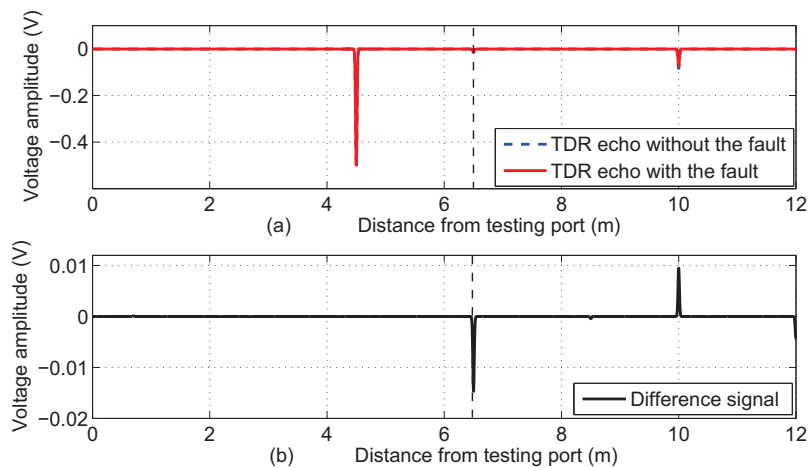 0
−0.2
−0.4
Voltage amplitude (V)
TDR echo without the fault
TDR echo with the fault
0 2 4 6 8 10 12
(a) Distance from testing port (m)
0.01
0
−0.01
−0.02
Voltage amplitude (V)
Difference signal
0 2 4 6 8 10 12
(b) Distance from testing port (m)